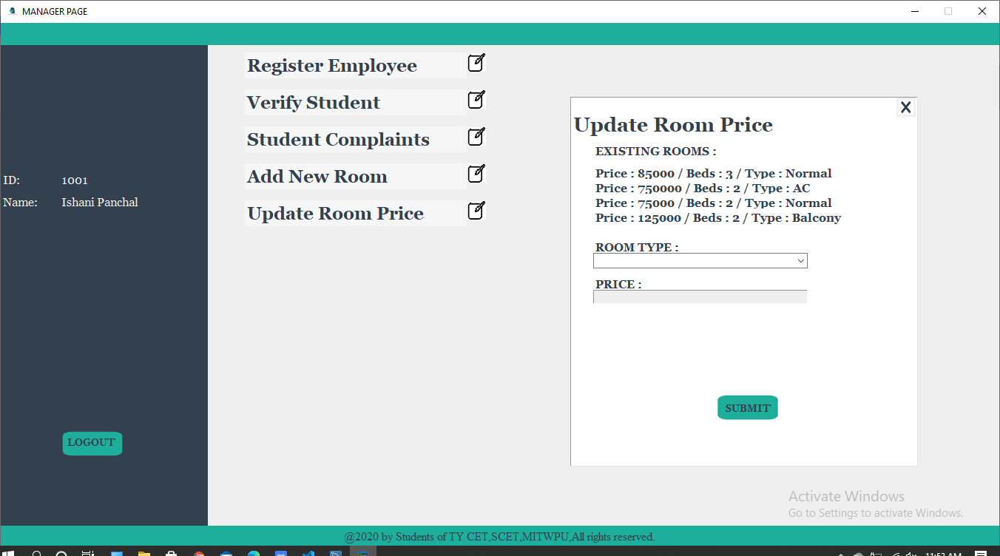 MANAGER PAGE
Register Employee
Verify Student
Student Complaints
Add New Room
Update Room Price
ID: 1001
Name: Ishani Panchal
LOGOUT
X
Update Room Price
EXISTING ROOMS :
Price : 85000 / Beds : 3 / Type : Normal
Price : 750000 / Beds : 2 / Type : AC
Price : 75000 / Beds : 2 / Type : Normal
Price : 125000 / Beds : 2 / Type : Balcony
ROOM TYPE :
PRICE :
SUBMIT
Activate Windows
Go to Settings to activate Windows.
@2020 by Students of TY CET,SCET,MITWPU,All rights reserved.
11:52 AM